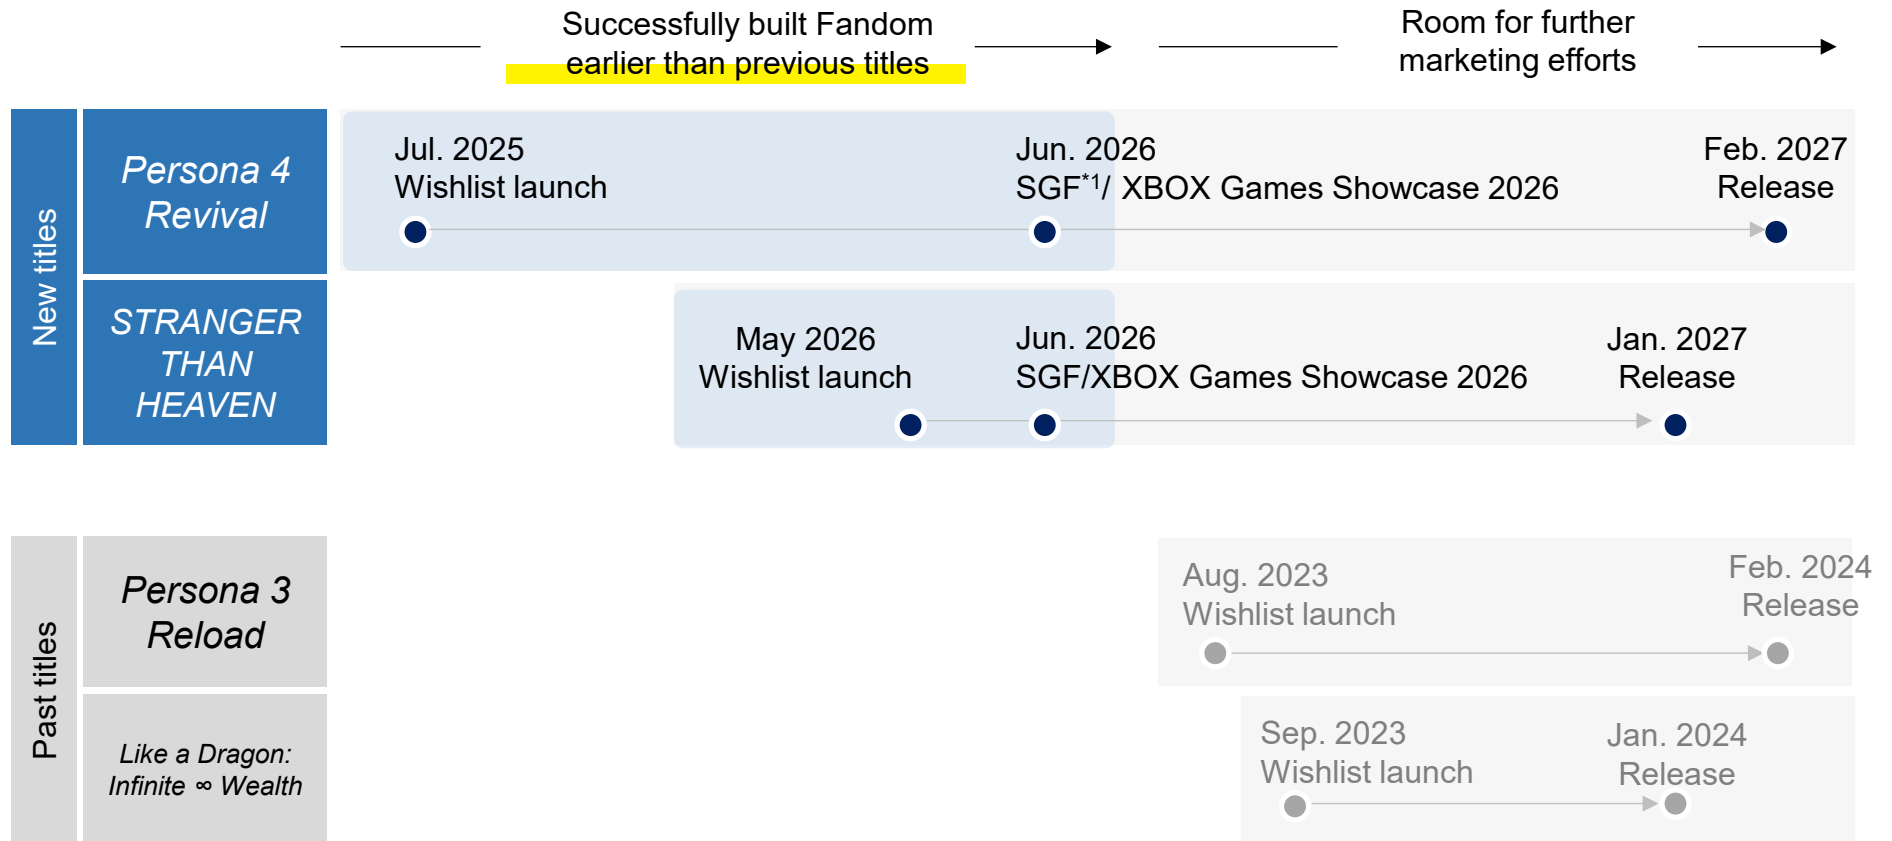 Successfully built Fandom
earlier than previous titles
Room for further
marketing efforts
New titles
Persona 4
Revival
Jul. 2025
Wishlist launch
Jun. 2026
SGF*1/ XBOX Games Showcase 2026
Feb. 2027
Release
STRANGER
THAN
HEAVEN
May 2026
Wishlist launch
Jun. 2026
SGF/XBOX Games Showcase 2026
Jan. 2027
Release
Past titles
Persona 3
Reload
Aug. 2023
Wishlist launch
Feb. 2024
Release
Like a Dragon:
Infinite ∞ Wealth
Sep. 2023
Wishlist launch
Jan. 2024
Release